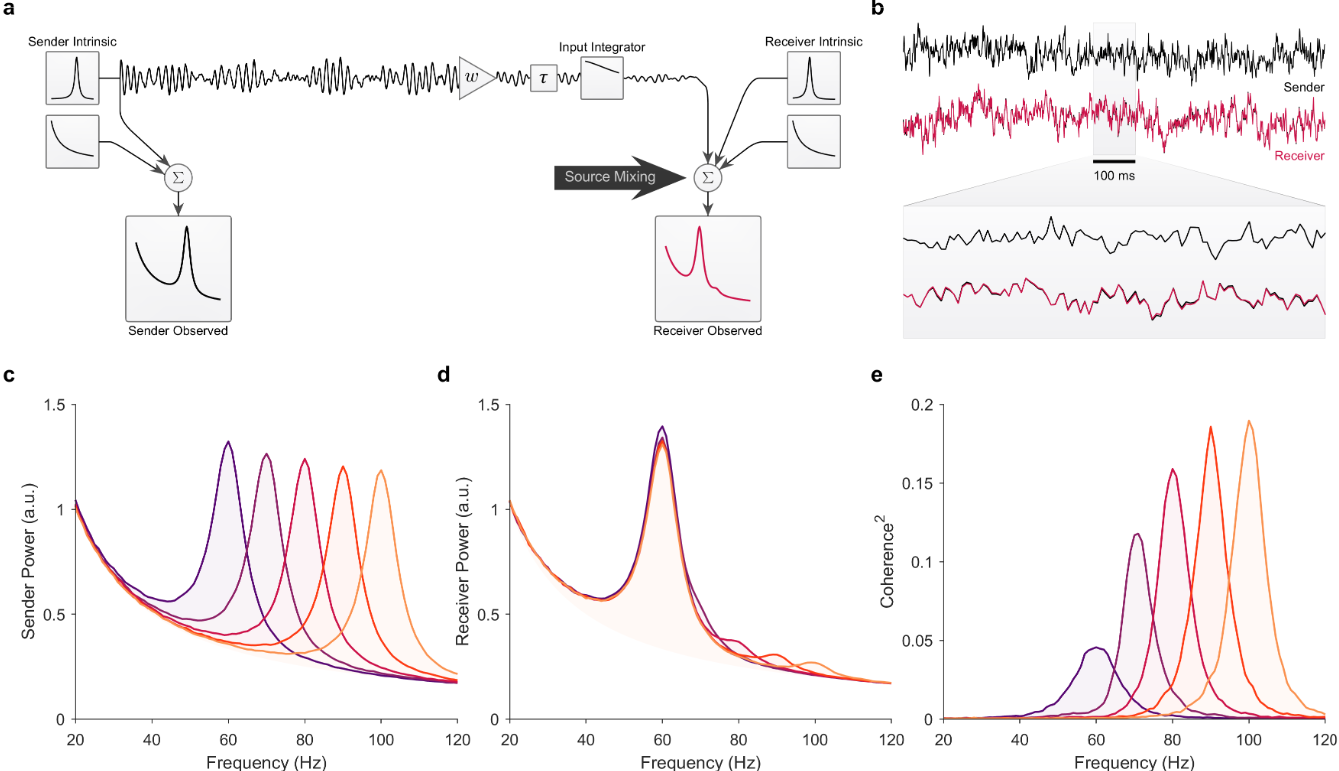 a
Sender Intrinsic
w
τ
Input Integrator
Receiver Intrinsic
Σ
Source Mixing
Σ
Sender Observed
Receiver Observed
b
Sender
Receiver
100 ms
c
Sender Power (a.u.)
1.5
1
0.5
0
20 40 60 80 100 120
Frequency (Hz)
d
Receiver Power (a.u.)
1.5
1
0.5
0
20 40 60 80 100 120
Frequency (Hz)
e
Coherence²
0.2
0.15
0.1
0.05
0
20 40 60 80 100 120
Frequency (Hz)